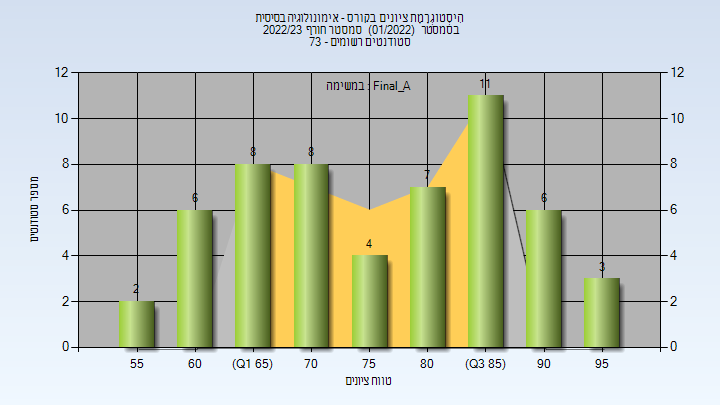 היסטוגרמת ציונים בקורס - אימונולוגיה בסיסית
בסמסטר (01/2022) סמסטר חורף 2022/23
סטודנטים רשומים - 73
במשימה : Final_A
12 12
10 10
8 8
6 6
4 4
2 2
0 0
מספר סטודנטים
2 6 8 8 4 7 11 6 3
55 60 (Q1 65) 70 75 80 (Q3 85) 90 95
טווח ציונים